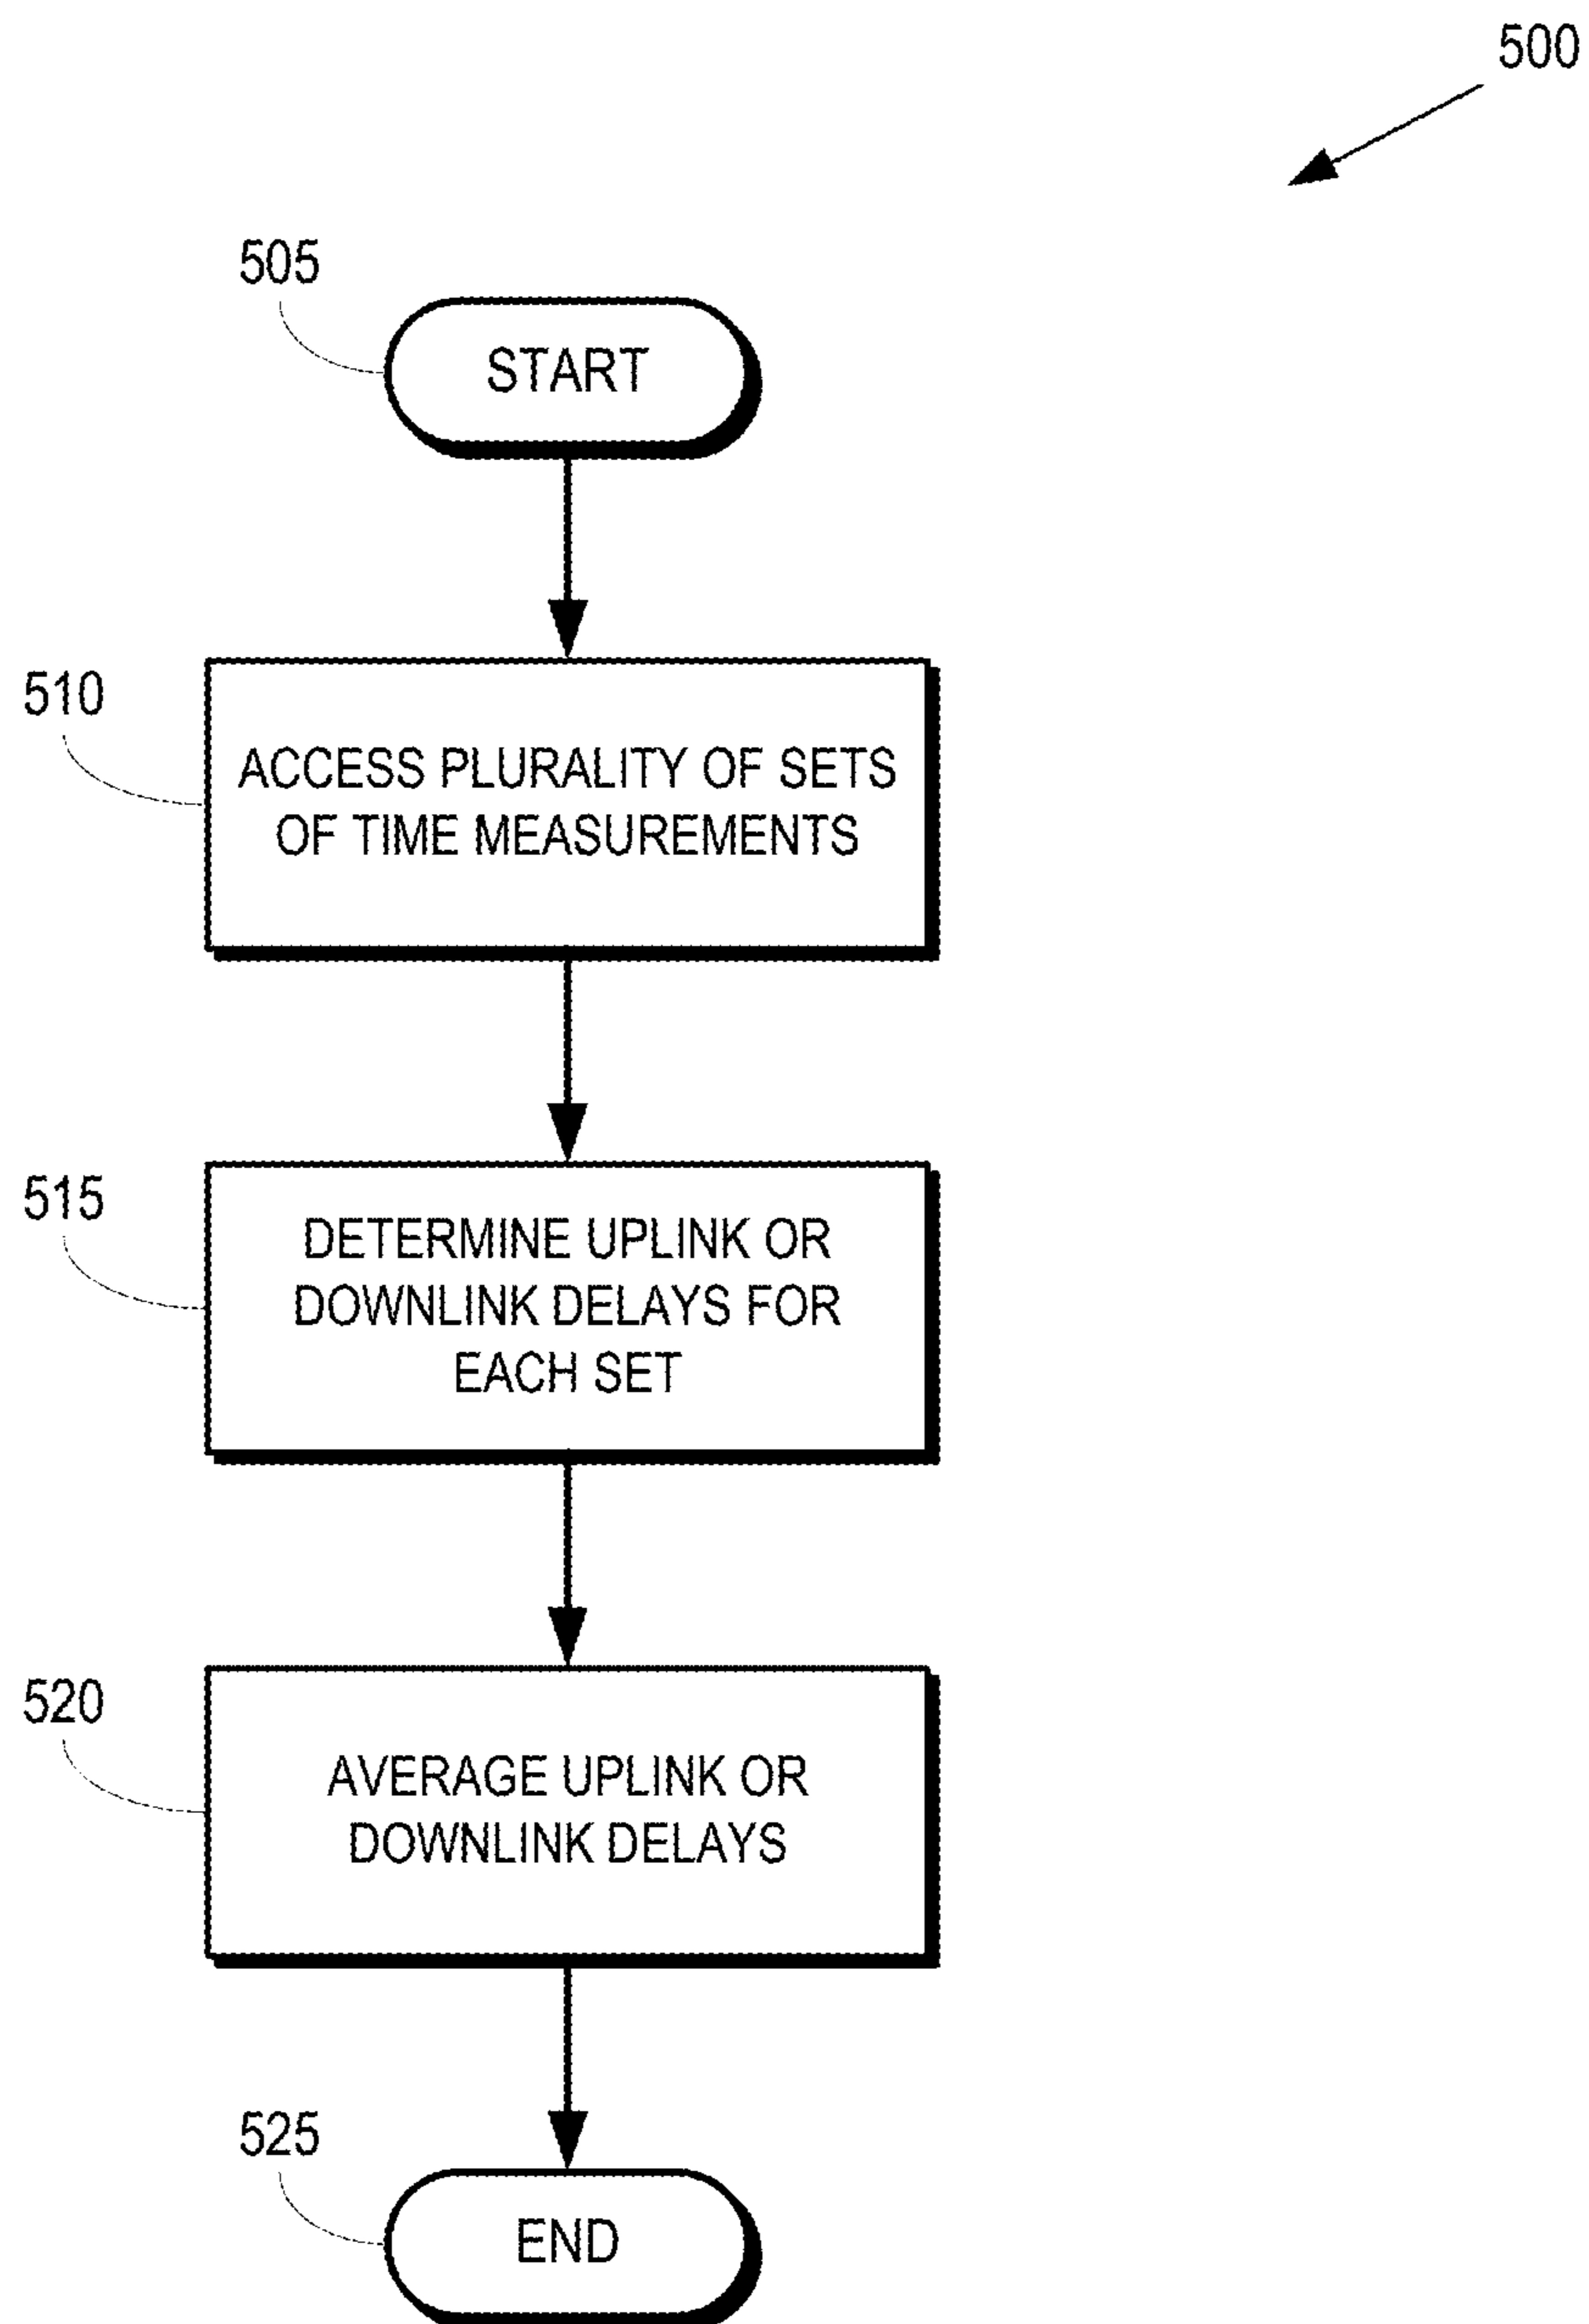 500
505
START
510
ACCESS PLURALITY OF SETS
OF TIME MEASUREMENTS
515
DETERMINE UPLINK OR
DOWNLINK DELAYS FOR
EACH SET
520
AVERAGE UPLINK OR
DOWNLINK DELAYS
525
END